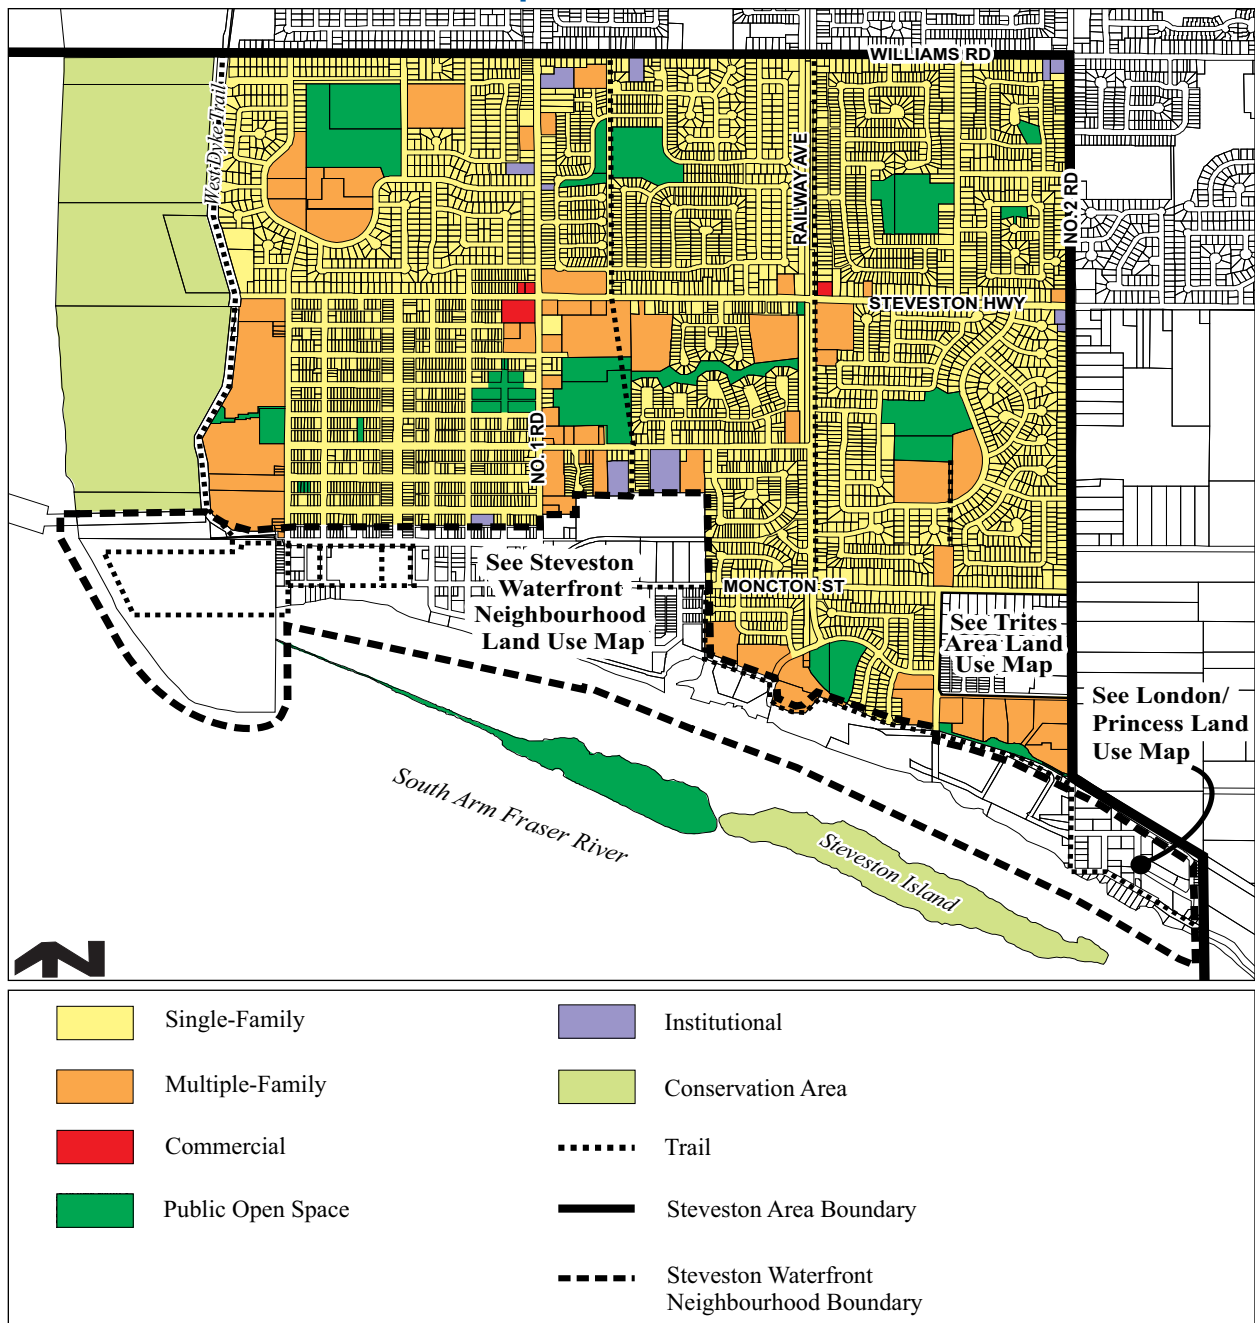 WILLIAMS RD
West Dyke Trail
RAILWAY AVE
NO. 2 RD
STEVESTON HWY
NO. 1 RD
See Steveston
Waterfront
Neighbourhood
Land Use Map
MONCTON ST
See Trites
Area Land
Use Map
See London/
Princess Land
Use Map
South Arm Fraser River
Steveston Island
Single-Family
Multiple-Family
Commercial
Public Open Space
Institutional
Conservation Area
Trail
Steveston Area Boundary
Steveston Waterfront
Neighbourhood Boundary